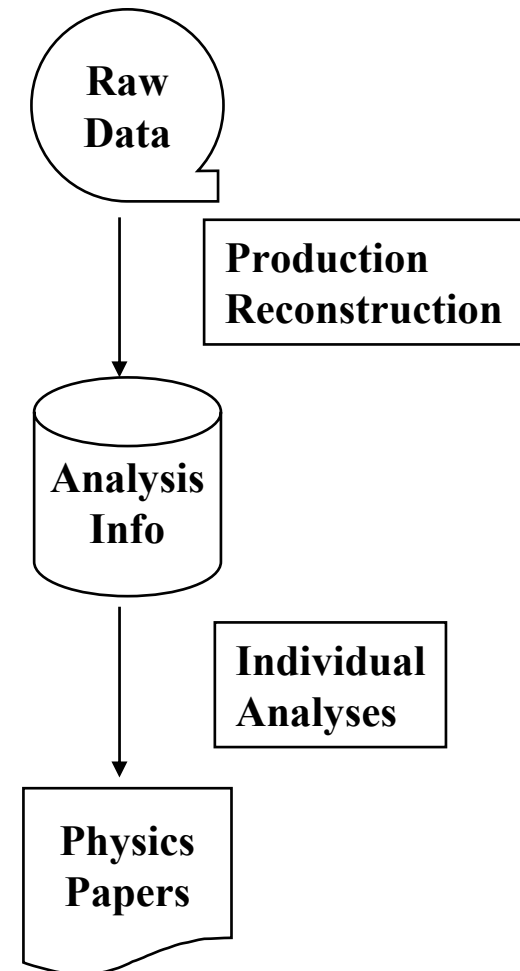 Raw
Data
Production
Reconstruction
Analysis
Info
Individual
Analyses
Physics
Papers